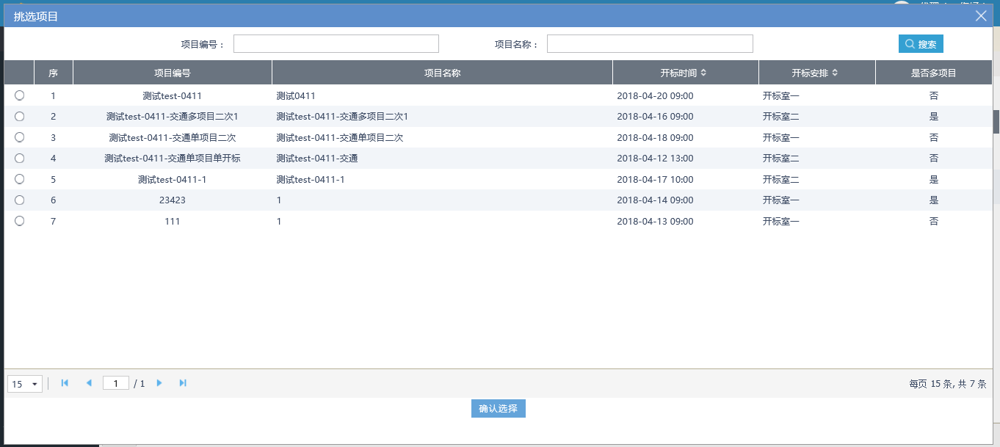 挑选项目
项目编号： 项目名称： 搜索
序 项目编号 项目名称 开标时间 开标安排 是否多项目
1 测试test-0411 测试0411 2018-04-20 09:00 开标室一 否
2 测试test-0411-交通多项目二次1 测试test-0411-交通多项目二次1 2018-04-16 09:00 开标室二 是
3 测试test-0411-交通单项目二次 测试test-0411-交通单项目二次 2018-04-18 09:00 开标室一 否
4 测试test-0411-交通单项目单开标 测试test-0411-交通 2018-04-12 13:00 开标室二 否
5 测试test-0411-1 测试test-0411-1 2018-04-17 10:00 开标室二 是
6 23423 1 2018-04-14 09:00 开标室一 是
7 111 1 2018-04-13 09:00 开标室一 否
15 1 / 1 每页 15 条, 共 7 条
确认选择